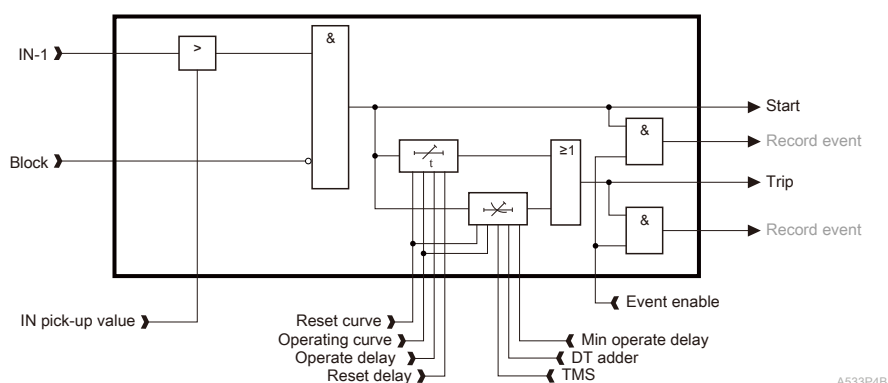 IN-1
>
&
Start
&
Record event
Block
t
≥1
Trip
&
Record event
Event enable
IN pick-up value
Reset curve
Operating curve
Operate delay
Reset delay
Min operate delay
DT adder
TMS
A533P4B